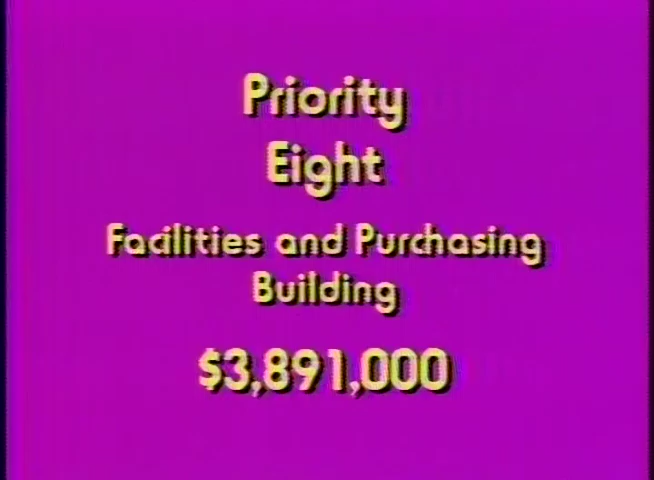 Priority
Eight
Facilities and Purchasing
Building
$3,891,000